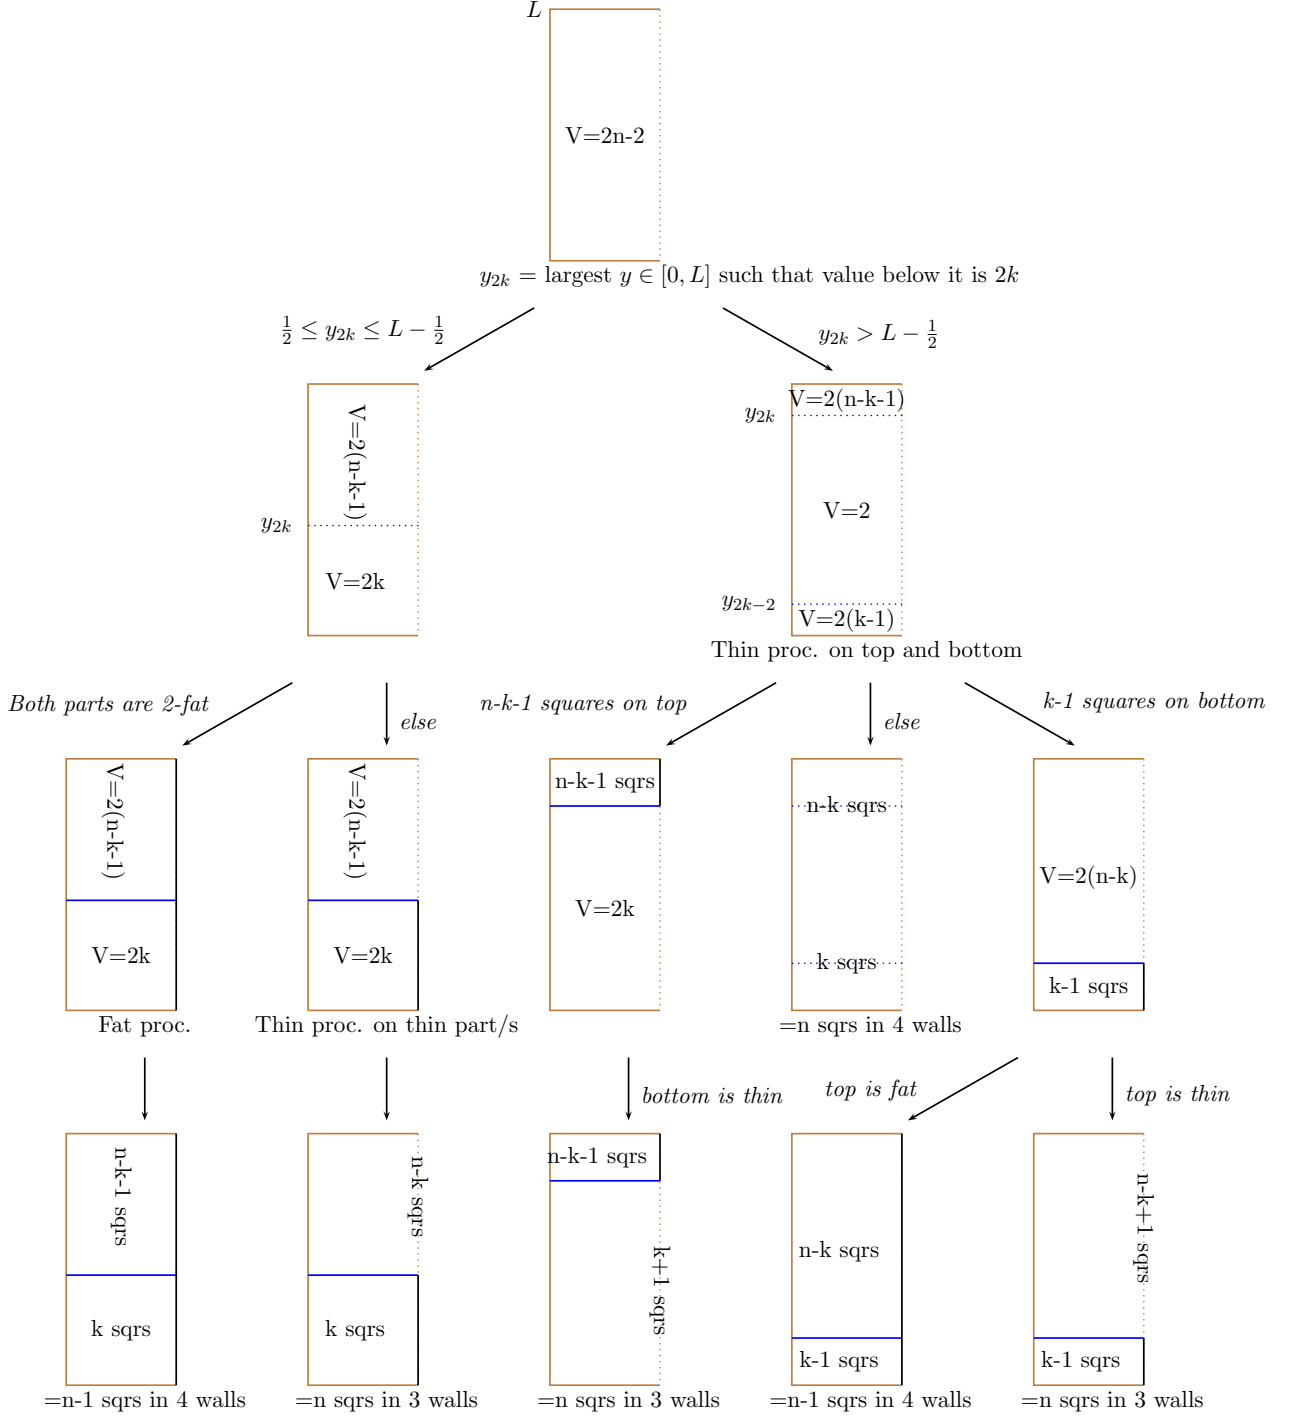 L
V=2n-2
y_{2k} = largest y ∈ [0, L] such that value below it is 2k
1/2 ≤ y_{2k} ≤ L − 1/2
y_{2k} > L − 1/2
V=2(n-k-1)
y_{2k}
V=2k
V=2(n-k-1)
y_{2k}
V=2
y_{2k−2}
V=2(k-1)
Thin proc. on top and bottom
Both parts are 2-fat
else
n-k-1 squares on top
else
k-1 squares on bottom
V=2(n-k-1)
V=2k
Fat proc.
V=2(n-k-1)
V=2k
Thin proc. on thin part/s
n-k-1 sqrs
V=2k
n-k sqrs
k sqrs
=n sqrs in 4 walls
V=2(n-k)
k-1 sqrs
bottom is thin
top is fat
top is thin
n-k-1 sqrs
k sqrs
=n-1 sqrs in 4 walls
n-k sqrs
k sqrs
=n sqrs in 3 walls
n-k-1 sqrs
k+1 sqrs
=n sqrs in 3 walls
n-k sqrs
k-1 sqrs
=n-1 sqrs in 4 walls
n-k+1 sqrs
k-1 sqrs
=n sqrs in 3 walls